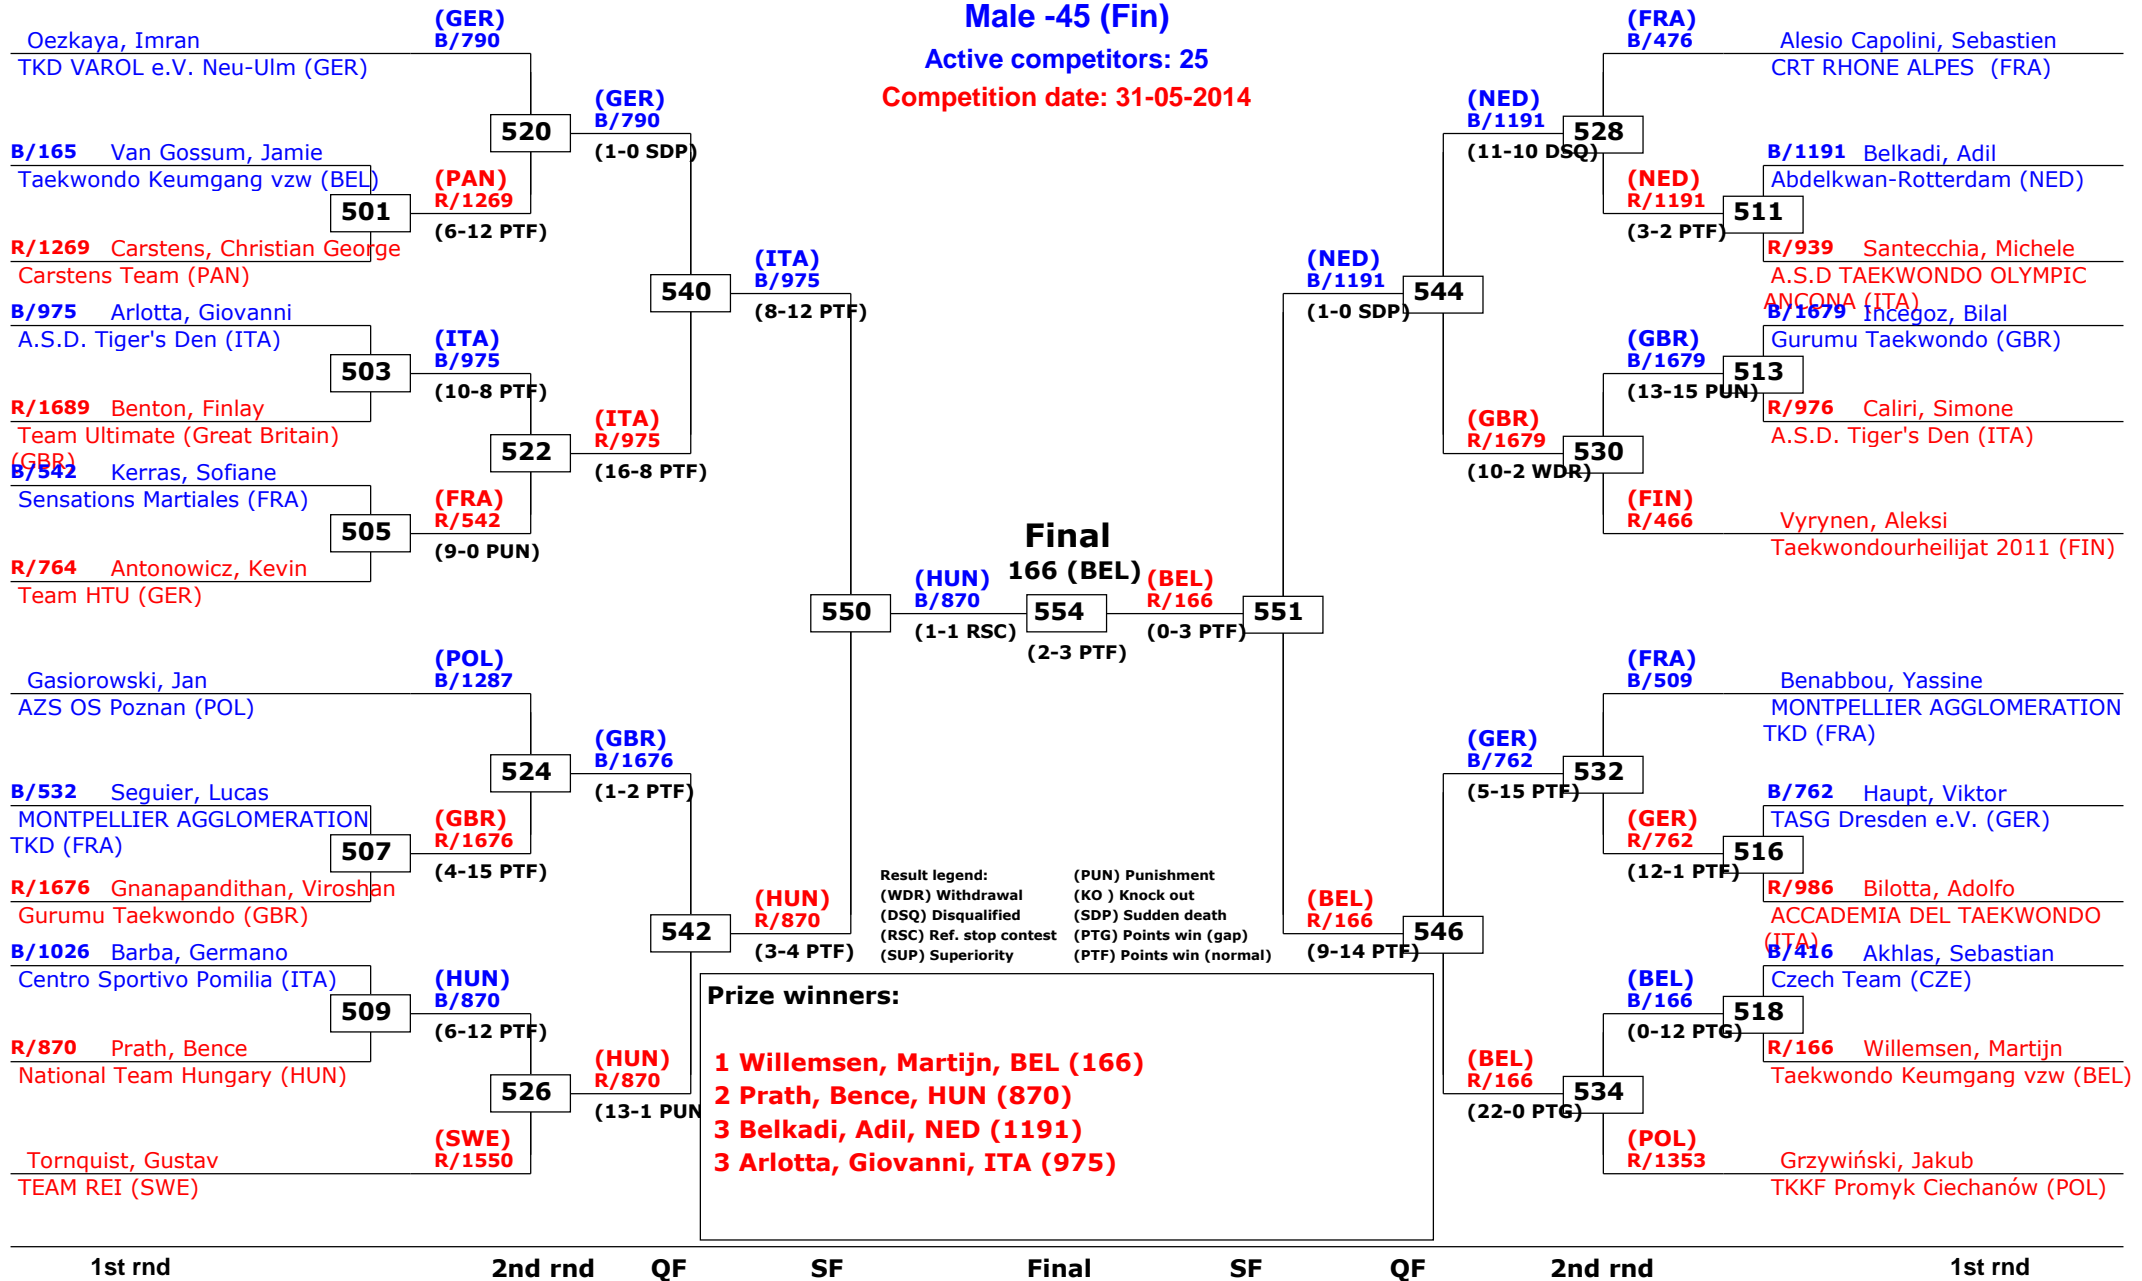 Male -45 (Fin)
Active competitors: 25
Competition date: 31-05-2014
Oezkaya, Imran
TKD VAROL e.V. Neu-Ulm (GER)
(GER)
B/790
B/165 Van Gossum, Jamie
Taekwondo Keumgang vzw (BEL)
501
R/1269 Carstens, Christian George
Carstens Team (PAN)
(PAN)
R/1269
(6-12 PTF)
520
(GER)
B/790
(1-0 SDP)
B/975 Arlotta, Giovanni
A.S.D. Tiger's Den (ITA)
503
R/1689 Benton, Finlay
Team Ultimate (Great Britain)
(GBR)
(ITA)
B/975
(10-8 PTF)
522
B/542 Kerras, Sofiane
Sensations Martiales (FRA)
505
R/764 Antonowicz, Kevin
Team HTU (GER)
(FRA)
R/542
(9-0 PUN)
(ITA)
R/975
(16-8 PTF)
540
(ITA)
B/975
(8-12 PTF)
Gasiorowski, Jan
AZS OS Poznan (POL)
(POL)
B/1287
B/532 Seguier, Lucas
MONTPELLIER AGGLOMERATION
TKD (FRA)
507
R/1676 Gnanapandithan, Viroshan
Gurumu Taekwondo (GBR)
(GBR)
R/1676
(4-15 PTF)
524
(GBR)
B/1676
(1-2 PTF)
B/1026 Barba, Germano
Centro Sportivo Pomilia (ITA)
509
R/870 Prath, Bence
National Team Hungary (HUN)
(HUN)
B/870
(6-12 PTF)
526
Tornquist, Gustav
TEAM REI (SWE)
(SWE)
R/1550
(HUN)
R/870
(13-1 PUN
542
(HUN)
R/870
(3-4 PTF)
550
(HUN)
B/870
(1-1 RSC)
Final
166 (BEL)
554
(2-3 PTF)
(BEL)
R/166
(0-3 PTF)
551
(NED)
B/1191
(1-0 SDP)
544
(NED)
B/1191
(11-10 DSQ)
528
(FRA)
B/476
Alesio Capolini, Sebastien
CRT RHONE ALPES (FRA)
(NED)
R/1191
(3-2 PTF)
511
B/1191 Belkadi, Adil
Abdelkwan-Rotterdam (NED)
R/939 Santecchia, Michele
A.S.D TAEKWONDO OLYMPIC
ANCONA (ITA)
B/1679 Incegoz, Bilal
Gurumu Taekwondo (GBR)
(GBR)
B/1679
(13-15 PUN)
513
R/976 Caliri, Simone
A.S.D. Tiger's Den (ITA)
(GBR)
R/1679
(10-2 WDR)
530
(FIN)
R/466
Vyrynen, Aleksi
Taekwondourheilijat 2011 (FIN)
(FRA)
B/509
Benabbou, Yassine
MONTPELLIER AGGLOMERATION
TKD (FRA)
(GER)
B/762
(5-15 PTF)
532
B/762 Haupt, Viktor
TASG Dresden e.V. (GER)
(GER)
R/762
(12-1 PTF)
516
R/986 Bilotta, Adolfo
ACCADEMIA DEL TAEKWONDO
(ITA)
(BEL)
R/166
(9-14 PTF)
546
B/416 Akhlas, Sebastian
Czech Team (CZE)
(BEL)
B/166
(0-12 PTG)
518
R/166 Willemsen, Martijn
Taekwondo Keumgang vzw (BEL)
(BEL)
R/166
(22-0 PTG)
534
(POL)
R/1353
Grzywiński, Jakub
TKKF Promyk Ciechanów (POL)
Result legend:
(WDR) Withdrawal
(DSQ) Disqualified
(RSC) Ref. stop contest
(SUP) Superiority
(PUN) Punishment
(KO ) Knock out
(SDP) Sudden death
(PTG) Points win (gap)
(PTF) Points win (normal)
Prize winners:
1 Willemsen, Martijn, BEL (166)
2 Prath, Bence, HUN (870)
3 Belkadi, Adil, NED (1191)
3 Arlotta, Giovanni, ITA (975)
1st rnd 2nd rnd QF SF Final SF QF 2nd rnd 1st rnd